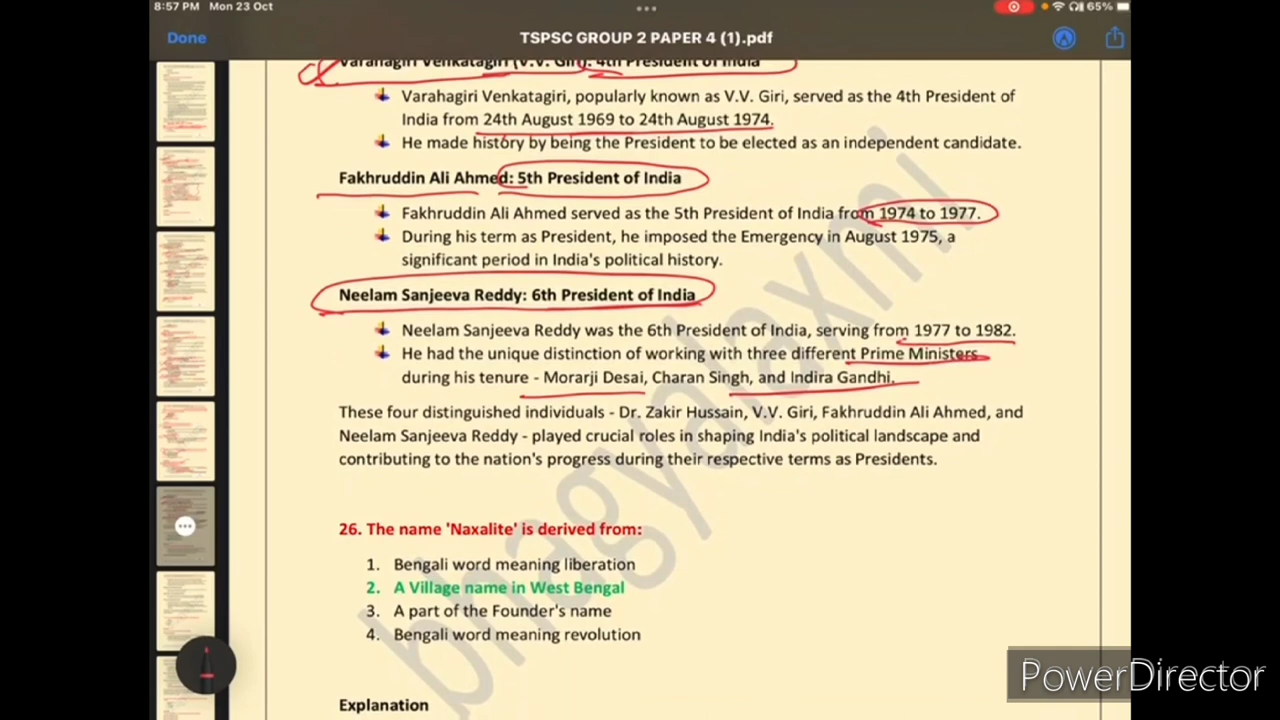 8:57 PM Mon 23 Oct
65%
Done
TSPSC GROUP 2 PAPER 4 (1).pdf
Varahagiri Venkatagiri (V.V. Giri): 4th President of India
Varahagiri Venkatagiri, popularly known as V.V. Giri, served as the 4th President of
India from 24th August 1969 to 24th August 1974.
He made history by being the President to be elected as an independent candidate.
Fakhruddin Ali Ahmed: 5th President of India
Fakhruddin Ali Ahmed served as the 5th President of India from 1974 to 1977.
During his term as President, he imposed the Emergency in August 1975, a
significant period in India's political history.
Neelam Sanjeeva Reddy: 6th President of India
Neelam Sanjeeva Reddy was the 6th President of India, serving from 1977 to 1982.
He had the unique distinction of working with three different Prime Ministers
during his tenure - Morarji Desai, Charan Singh, and Indira Gandhi.
These four distinguished individuals - Dr. Zakir Hussain, V.V. Giri, Fakhruddin Ali Ahmed, and
Neelam Sanjeeva Reddy - played crucial roles in shaping India's political landscape and
contributing to the nation's progress during their respective terms as Presidents.
26. The name 'Naxalite' is derived from:
1. Bengali word meaning liberation
2. A Village name in West Bengal
3. A part of the Founder's name
4. Bengali word meaning revolution
Explanation
bhagyalaxmi
PowerDirector